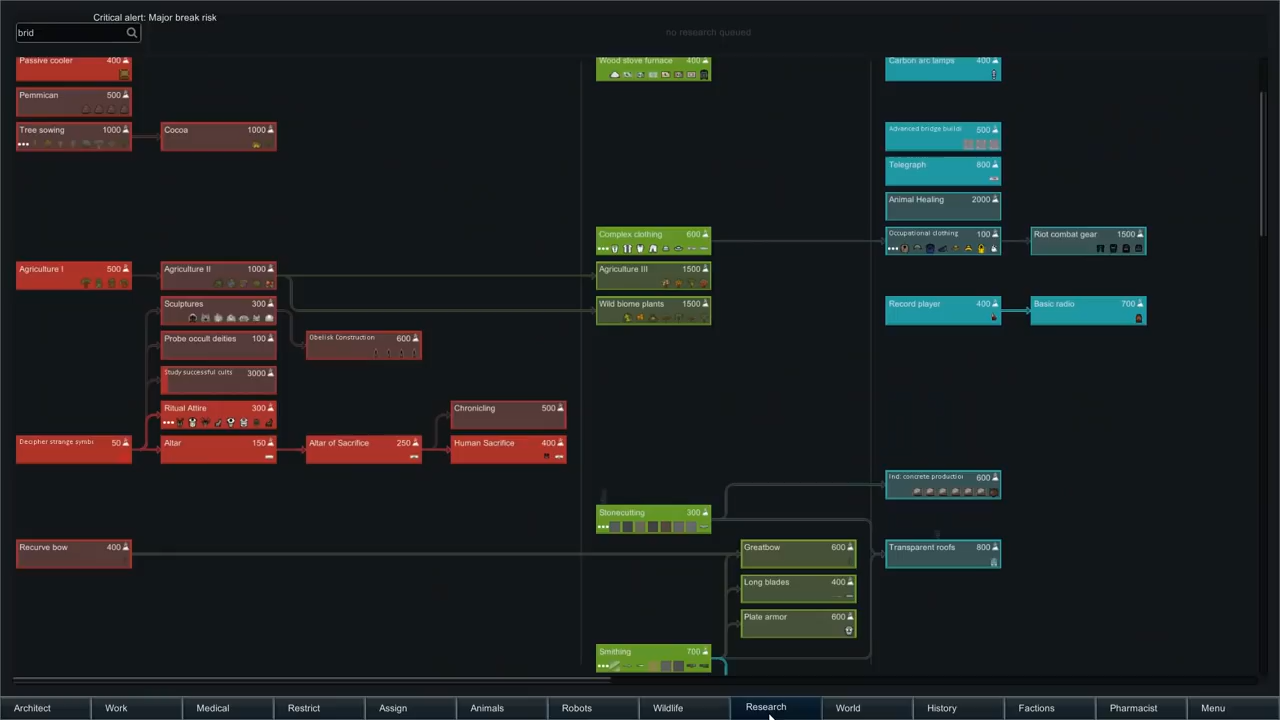 Critical alert: Major break risk
brid
no research queued
Passive cooler 400
Wood stove furnace 400
Carbon arc lamps 400
Pemmican 500
Tree sowing 1000
Cocoa 1000
Advanced bridge buildi 500
Telegraph 800
Animal Healing 2000
Complex clothing 600
Occupational clothing 100
Riot combat gear 1500
Agriculture I 500
Agriculture II 1000
Agriculture III 1500
Sculptures 300
Wild biome plants 1500
Record player 400
Basic radio 700
Probe occult deities 100
Obelisk Construction 600
Study successful cults 3000
Ritual Attire 300
Chronicling 500
Decipher strange symbo 50
Altar 150
Altar of Sacrifice 250
Human Sacrifice 400
Ind. concrete production 600
Stonecutting 300
Recurve bow 400
Greatbow 600
Transparent roofs 800
Long blades 400
Plate armor 600
Smithing 700
Architect Work Medical Restrict Assign Animals Robots Wildlife Research World History Factions Pharmacist Menu